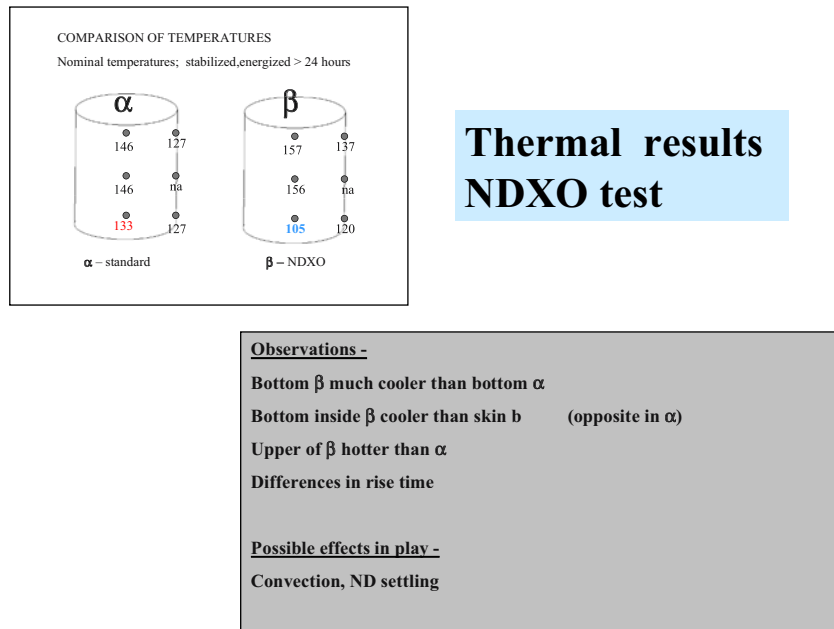 COMPARISON OF TEMPERATURES
Nominal temperatures; stabilized,energized > 24 hours
α β
146 127 157 137
146 na 156 na
133 127 105 120
α – standard β – NDXO
Thermal results
NDXO test
Observations -
Bottom β much cooler than bottom α
Bottom inside β cooler than skin b (opposite in α)
Upper of β hotter than α
Differences in rise time
Possible effects in play -
Convection, ND settling